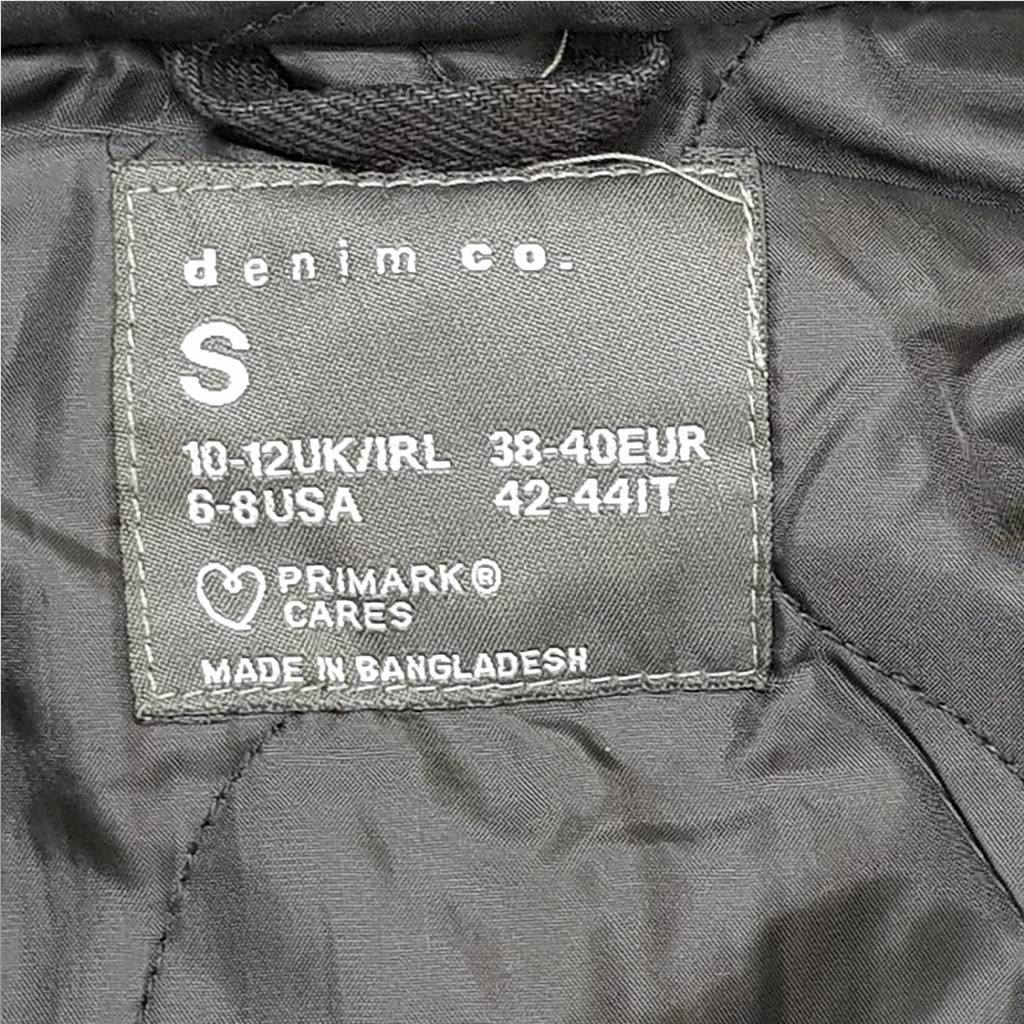 denim co.
S
10-12UK/IRL 38-40EUR
6-8USA 42-44IT
PRIMARK®
CARES
MADE IN BANGLADESH